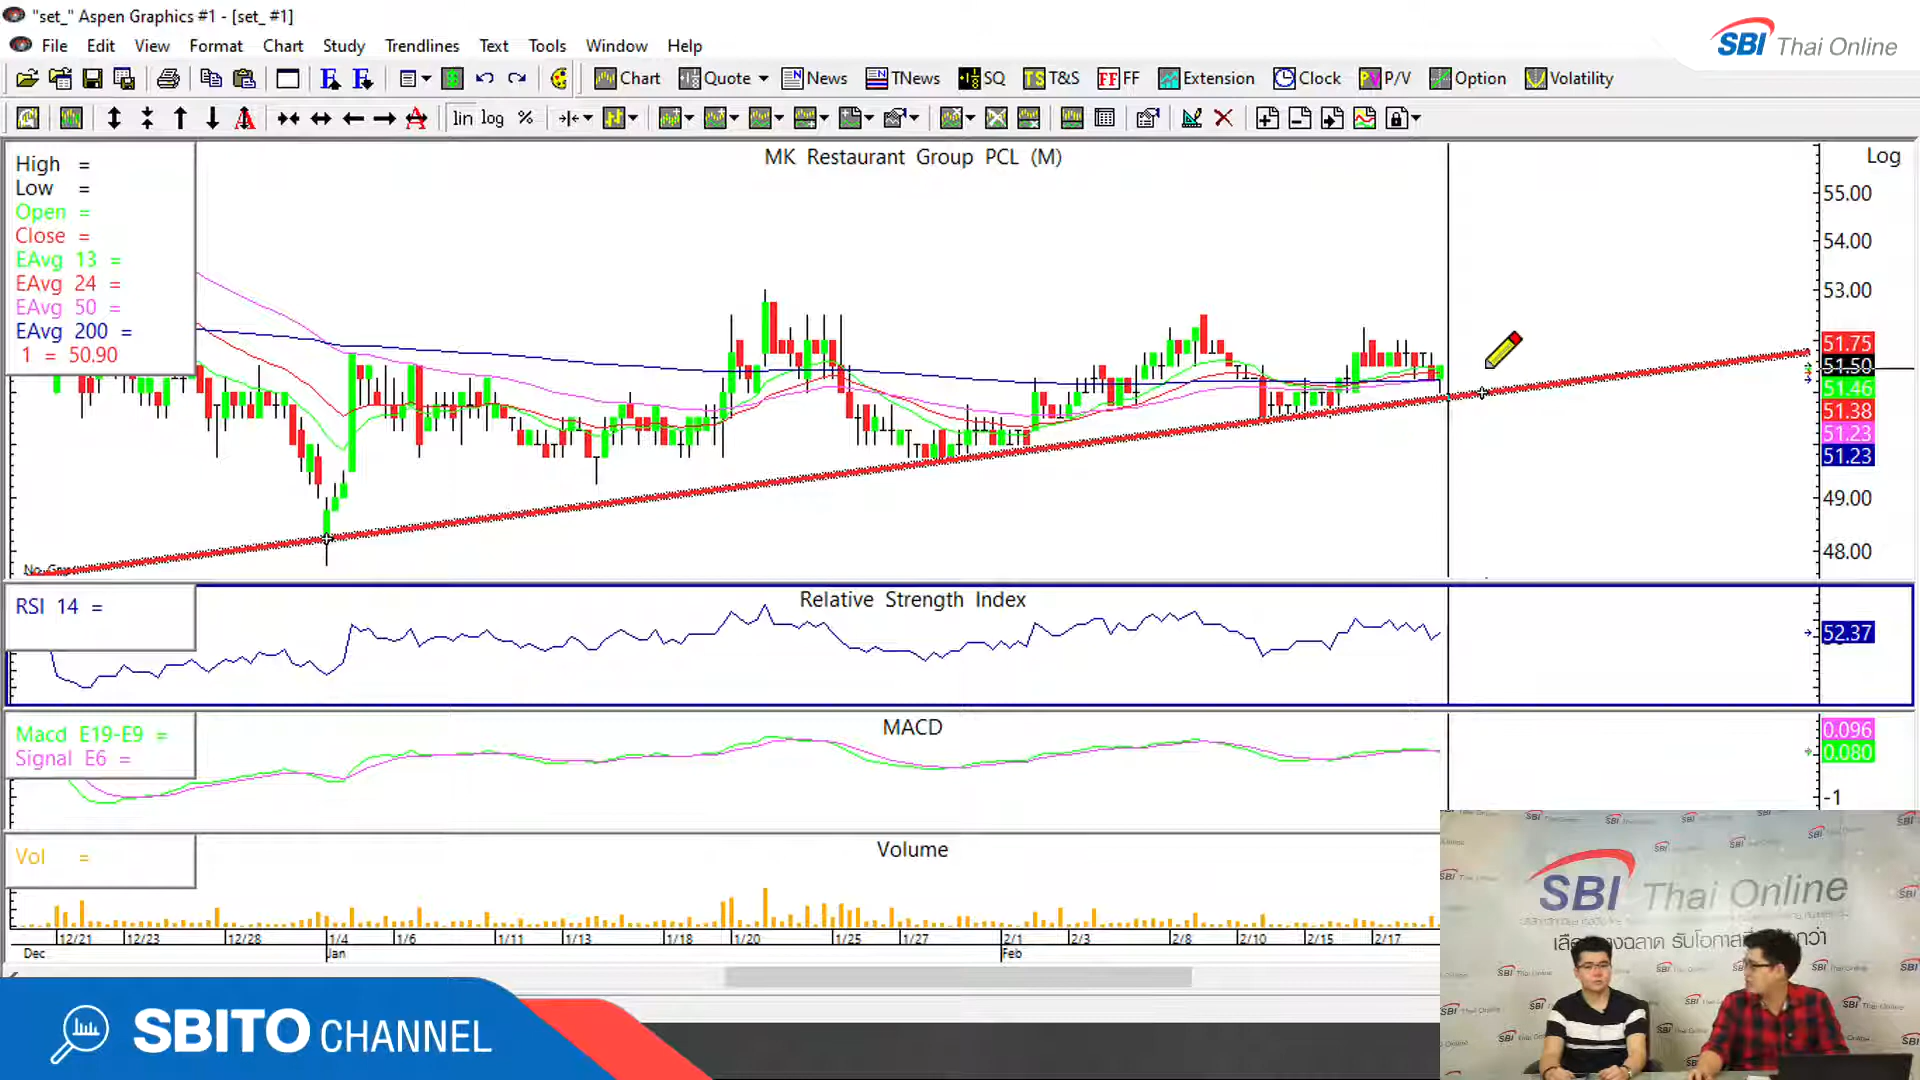 "set_" Aspen Graphics #1 - [set_ #1]
SBI Thai Online
File Edit View Format Chart Study Trendlines Text Tools Window Help
Chart Quote News TNews SQ T&S FF Extension Clock P/V Option Volatility
lin log %
MK Restaurant Group PCL (M)
Log
High =
Low =
Open =
Close =
EAvg 13 =
EAvg 24 =
EAvg 50 =
EAvg 200 =
1 = 50.90
55.00
54.00
53.00
51.75
51.50
51.46
51.38
51.23
51.23
49.00
48.00
RSI 14 =
Relative Strength Index
52.37
Macd E19-E9 =
Signal E6 =
MACD
0.096
0.080
-1
Vol =
Volume
12/21 12/23 12/28 1/4 1/6 1/11 1/13 1/18 1/20 1/25 1/27 2/1 2/3 2/8 2/10 2/15 2/17
Dec Jan Feb
SBI Thai Online
SBITO CHANNEL